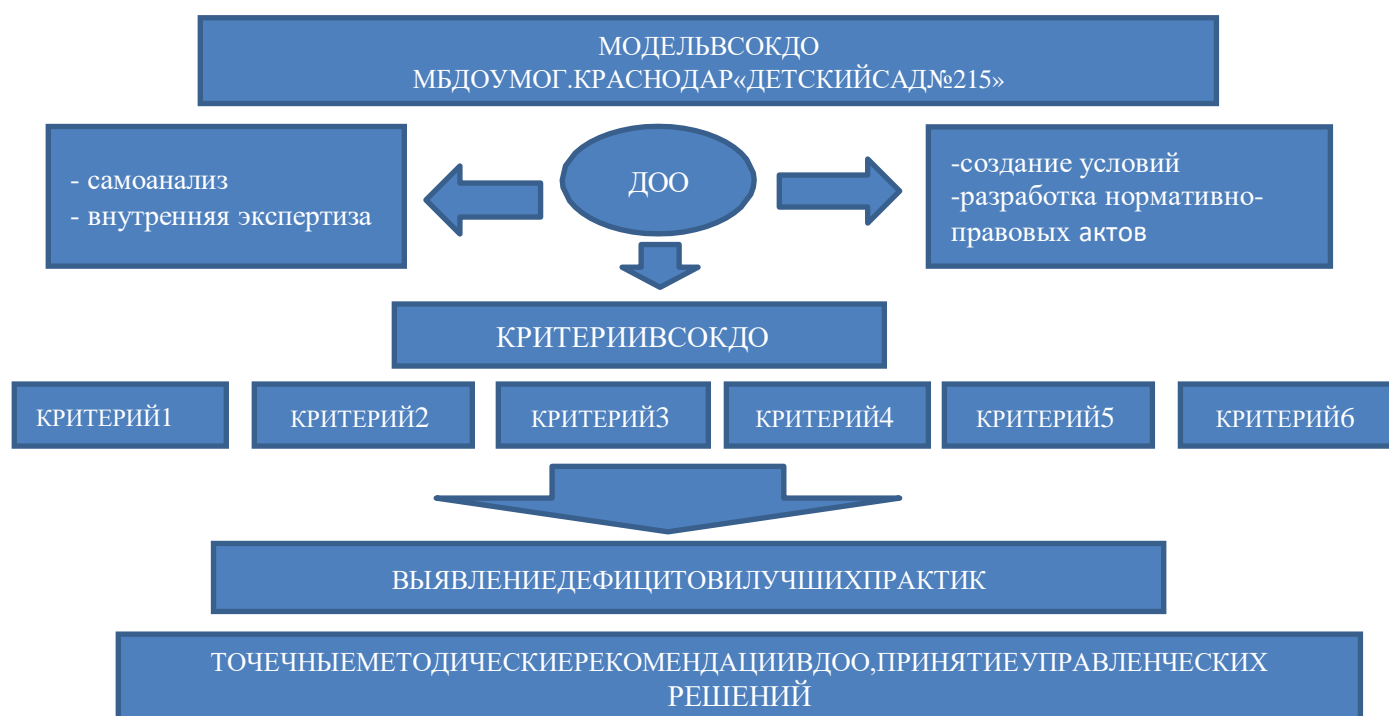 МОДЕЛЬВСОКДО
МБДОУМОГ.КРАСНОДАР«ДЕТСКИЙСАД№215»
- самоанализ
- внутренняя экспертиза
ДОО
-создание условий
-разработка нормативно-
правовых актов
КРИТЕРИИВСОКДО
КРИТЕРИЙ1
КРИТЕРИЙ2
КРИТЕРИЙ3
КРИТЕРИЙ4
КРИТЕРИЙ5
КРИТЕРИЙ6
ВЫЯВЛЕНИЕДЕФИЦИТОВИЛУЧШИХПРАКТИК
ТОЧЕЧНЫЕМЕТОДИЧЕСКИЕРЕКОМЕНДАЦИИВДОО,ПРИНЯТИЕУПРАВЛЕНЧЕСКИХ
РЕШЕНИЙ